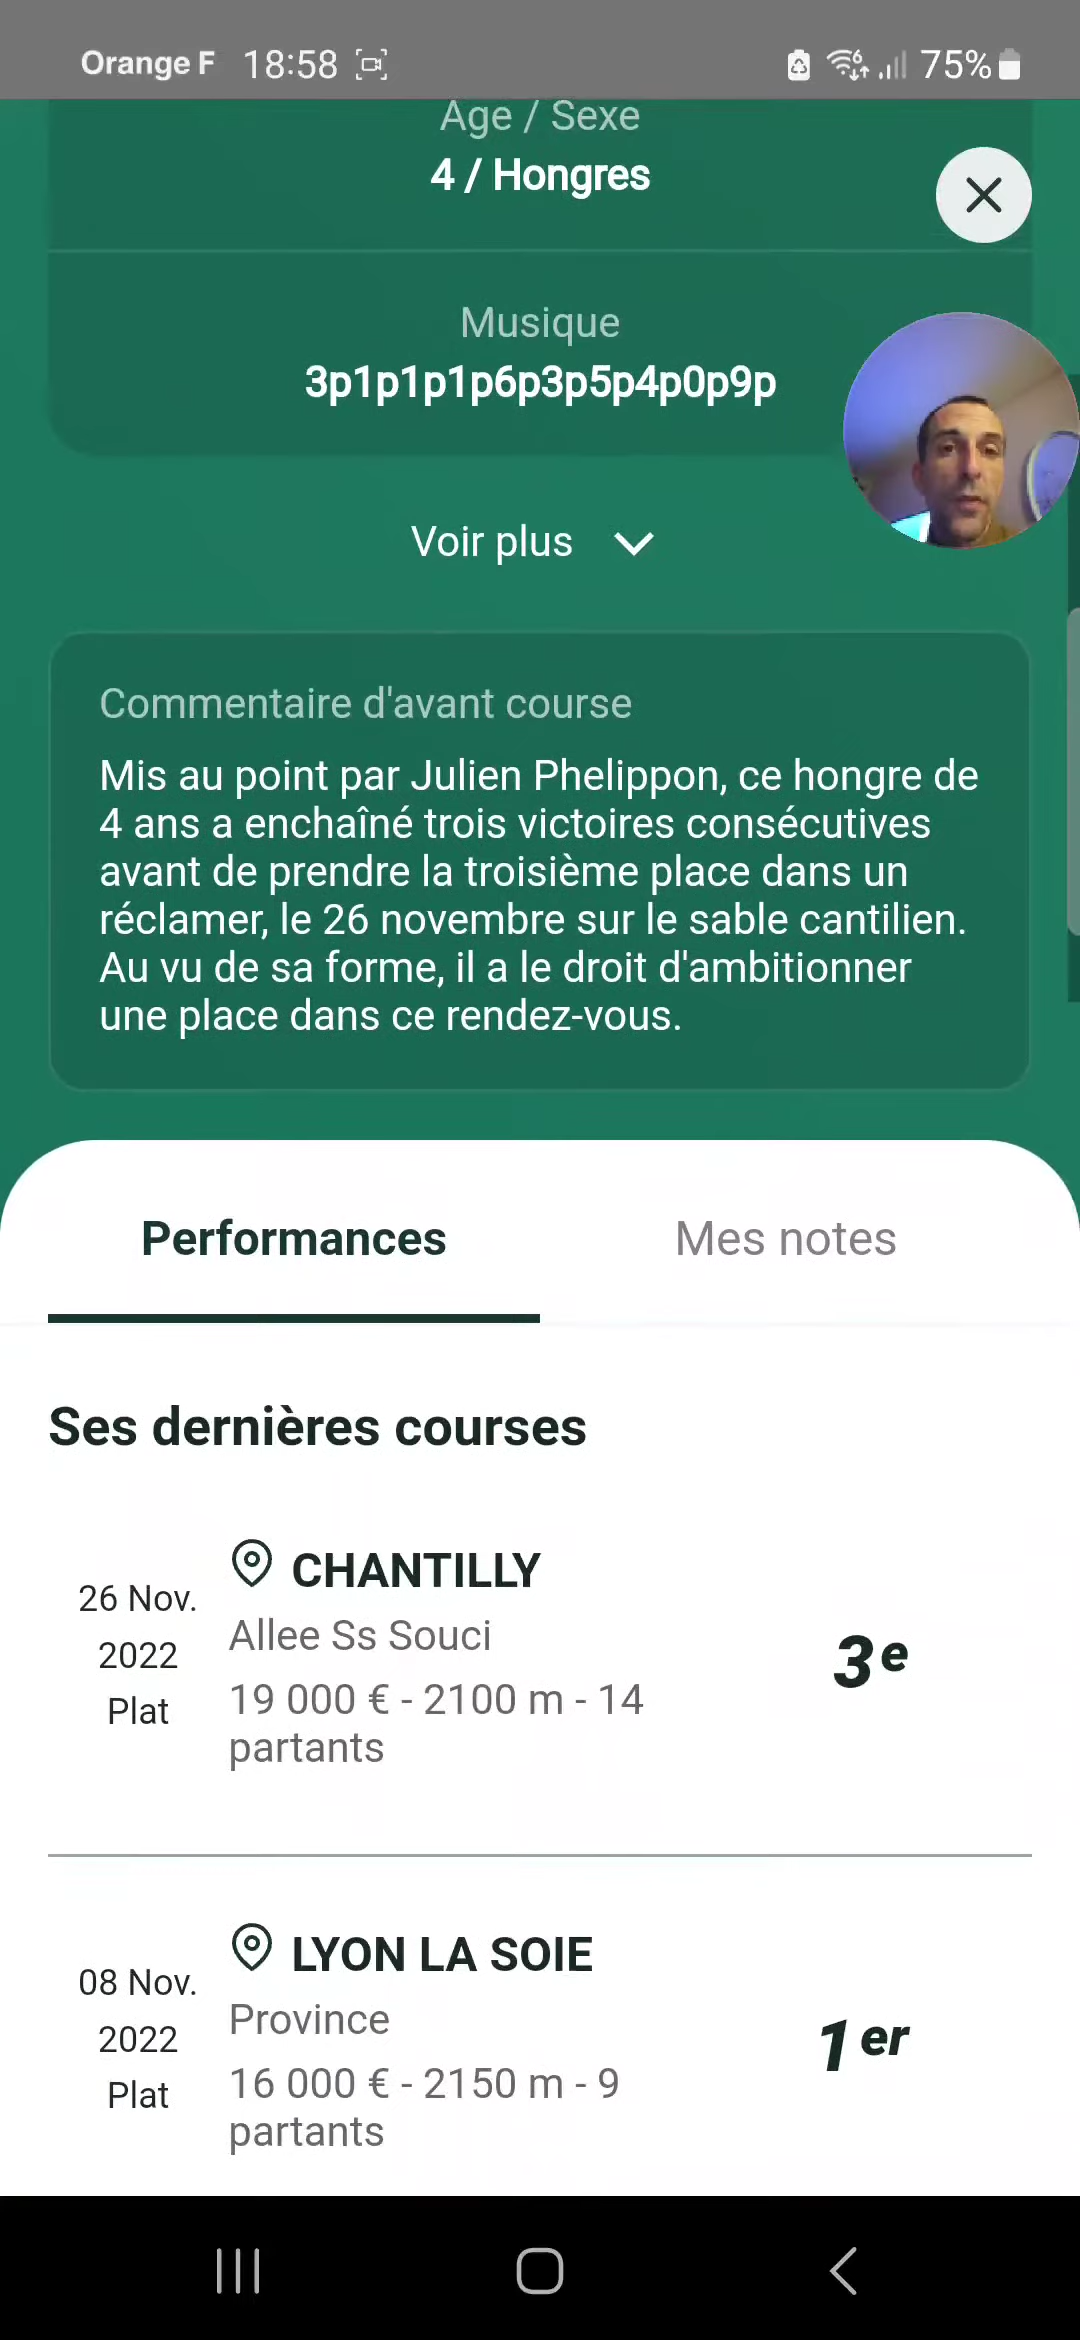 Orange F 18:58 75%
Age / Sexe
4 / Hongres
Musique
3p1p1p1p6p3p5p4p0p9p
Voir plus
Commentaire d'avant course
Mis au point par Julien Phelippon, ce hongre de
4 ans a enchaîné trois victoires consécutives
avant de prendre la troisième place dans un
réclamer, le 26 novembre sur le sable cantilien.
Au vu de sa forme, il a le droit d'ambitionner
une place dans ce rendez-vous.
Performances
Mes notes
Ses dernières courses
26 Nov.
2022
Plat
CHANTILLY
Allee Ss Souci
19 000 € - 2100 m - 14
partants
3e
08 Nov.
2022
Plat
LYON LA SOIE
Province
16 000 € - 2150 m - 9
partants
1er